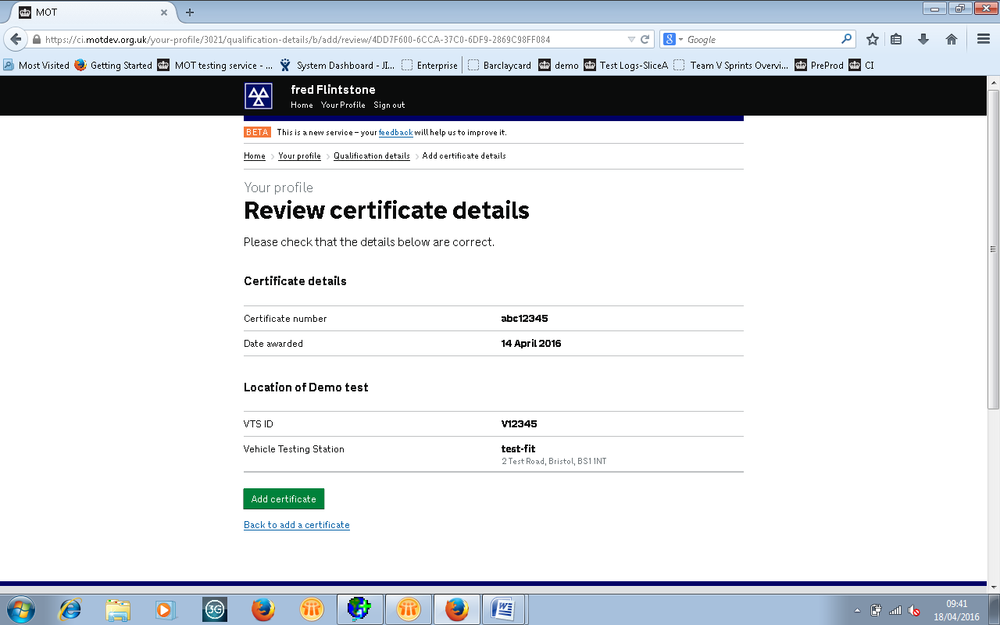 MOT
https://ci.motdev.org.uk/your-profile/3021/qualification-details/b/add/review/4DD7F600-6CCA-37C0-6DF9-2869C98FF084
Google
Most Visited Getting Started MOT testing service - ... System Dashboard - JI... Enterprise Barclaycard demo Test Logs-SliceA Team V Sprints Overvi... PreProd CI
fred Flintstone
Home Your Profile Sign out
BETA This is a new service – your feedback will help us to improve it.
Home Your profile Qualification details Add certificate details
Your profile
Review certificate details
Please check that the details below are correct.
Certificate details
Certificate number abc12345
Date awarded 14 April 2016
Location of Demo test
VTS ID V12345
Vehicle Testing Station test-fit
2 Test Road, Bristol, BS1 1NT
Add certificate
Back to add a certificate
3G
09:41
18/04/2016